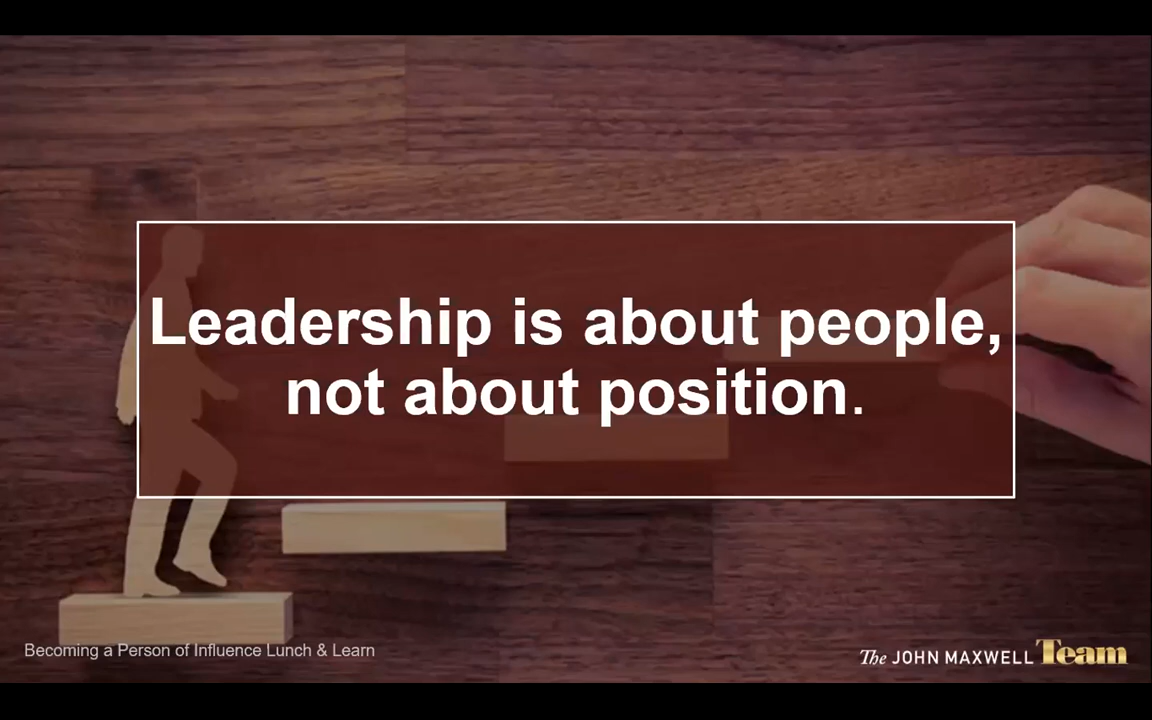 Leadership is about people,
not about position.
Becoming a Person of Influence Lunch & Learn
The JOHN MAXWELL Team